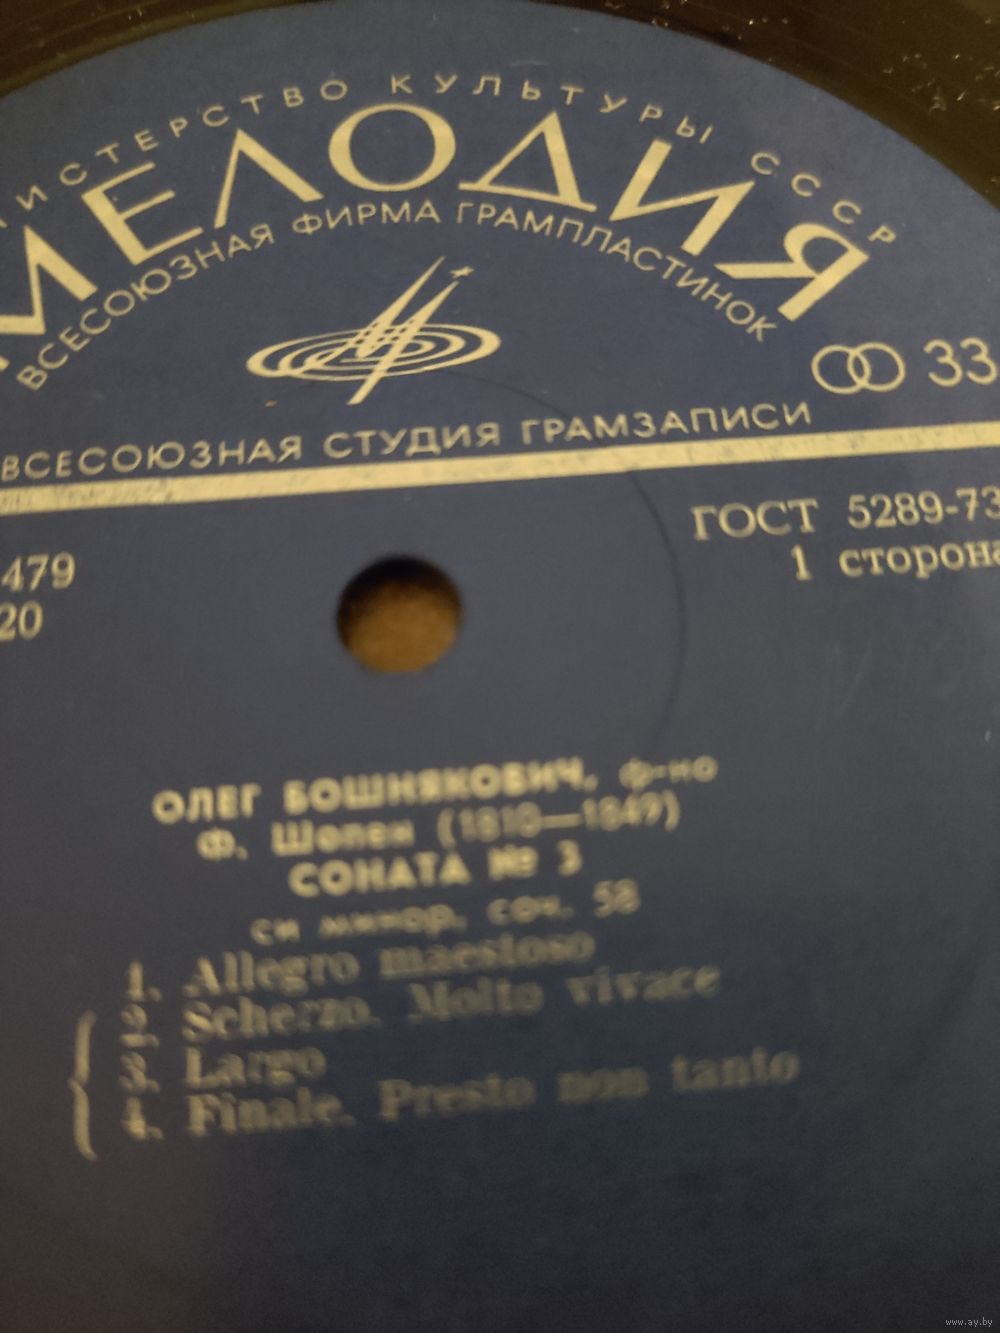 ИСТЕРСТВО КУЛЬТУРЫ СССР
МЕЛОДИЯ
ВСЕСОЮЗНАЯ ФИРМА ГРАМПЛАСТИНОК
33
ВСЕСОЮЗНАЯ СТУДИЯ ГРАМЗАПИСИ
479
20
ГОСТ 5289-73
1 сторона
ОЛЕГ БОШНЯКОВИЧ, ф-но
Ф. Шопен (1810—1849)
СОНАТА № 3
си минор, соч. 58
1. Allegro maestoso
2. Scherzo. Molto vivace
3. Largo
4. Finale. Presto non tanto
www.ay.by